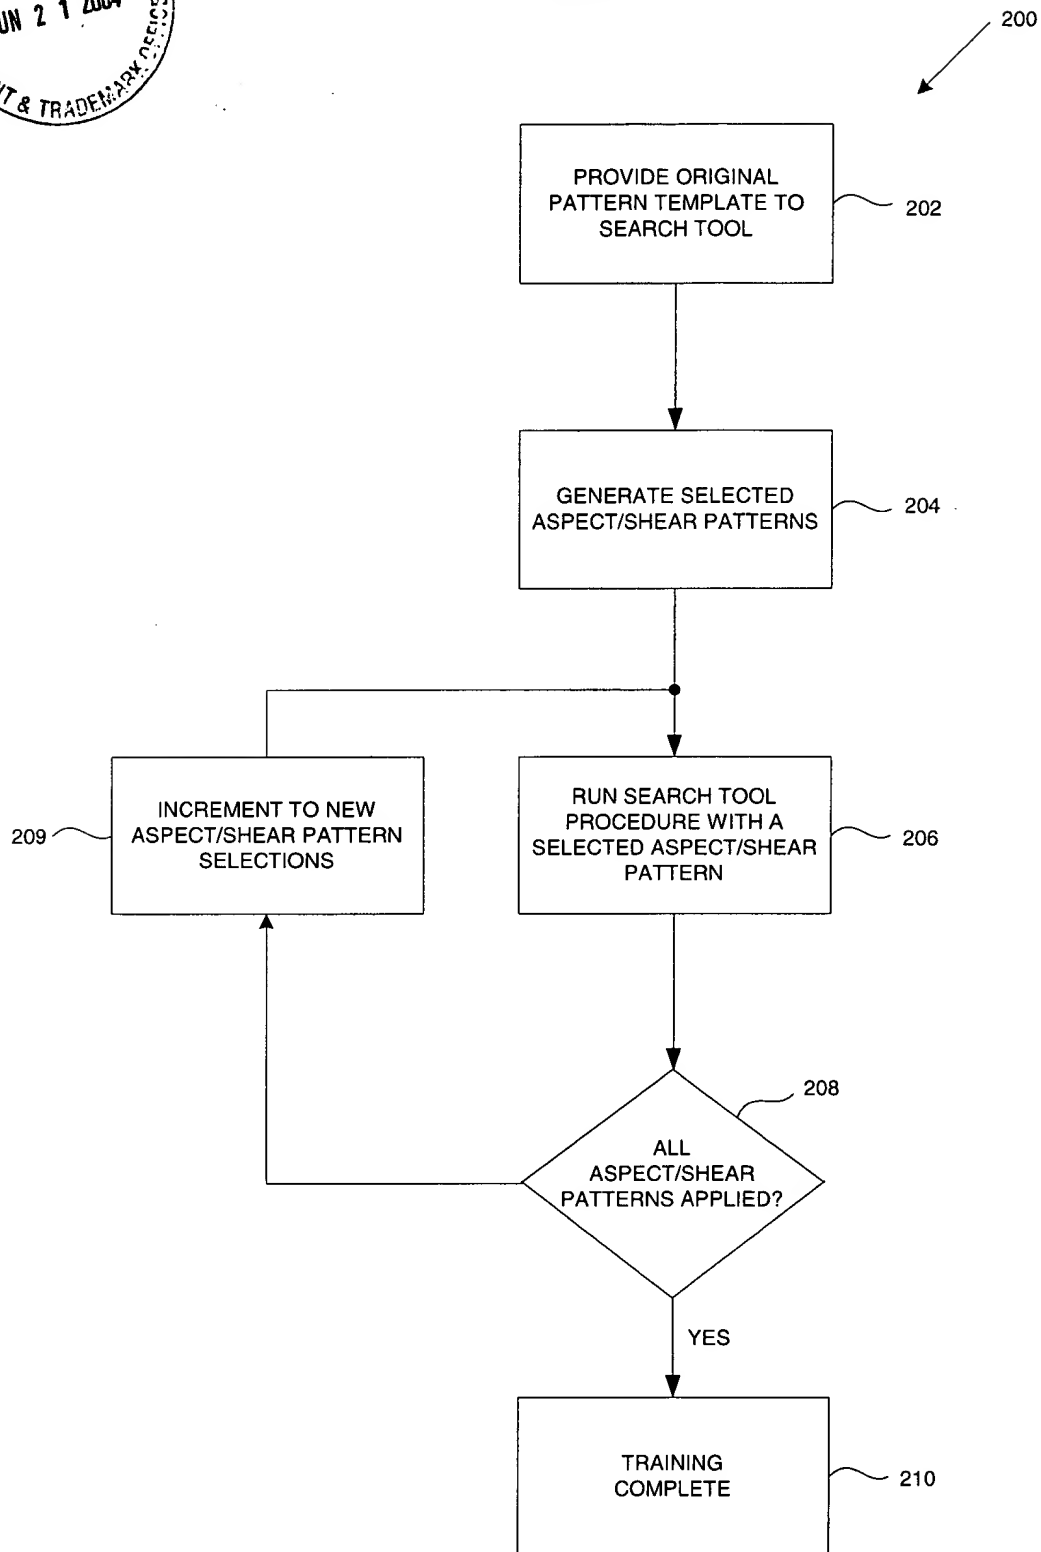 UN 2 1 2004
T & TRADEMARK OFFICE
200
PROVIDE ORIGINAL
PATTERN TEMPLATE TO
SEARCH TOOL
202
GENERATE SELECTED
ASPECT/SHEAR PATTERNS
204
INCREMENT TO NEW
ASPECT/SHEAR PATTERN
SELECTIONS
209
RUN SEARCH TOOL
PROCEDURE WITH A
SELECTED ASPECT/SHEAR
PATTERN
206
208
ALL
ASPECT/SHEAR
PATTERNS APPLIED?
YES
TRAINING
COMPLETE
210